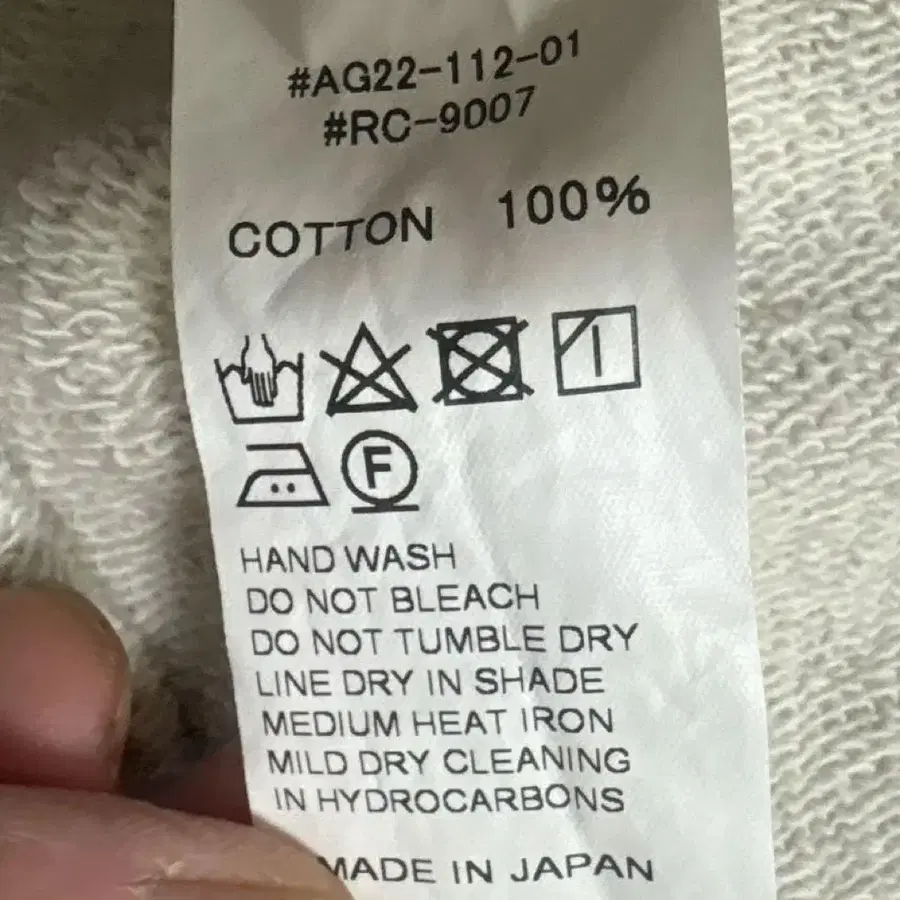 #AG22-112-01
#RC-9007
COTTON 100%
F
HAND WASH
DO NOT BLEACH
DO NOT TUMBLE DRY
LINE DRY IN SHADE
MEDIUM HEAT IRON
MILD DRY CLEANING
IN HYDROCARBONS
MADE IN JAPAN